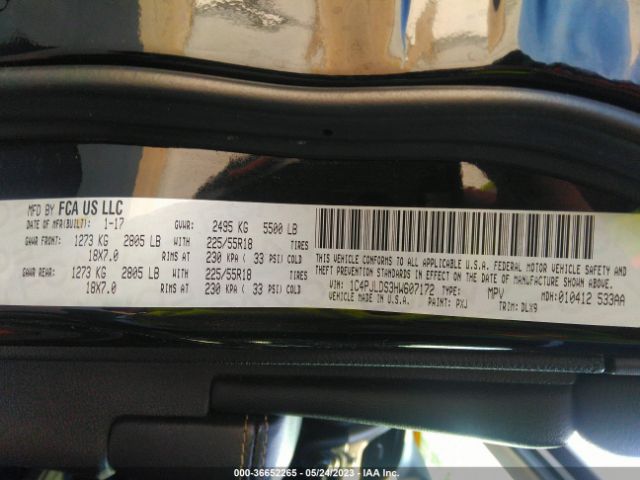 MFD BY FCA US LLC
DATE OF MFR(BUILT) 1-17 GVWR: 2495 KG 5500 LB
GAWR FRONT: 1273 KG 2805 LB WITH 225/55R18 TIRES
18X7.0 RIMS AT 230 KPA ( 33 PSI) COLD
GAWR REAR: 1273 KG 2805 LB WITH 225/55R18 TIRES
18X7.0 RIMS AT 230 KPA ( 33 PSI) COLD
THIS VEHICLE CONFORMS TO ALL APPLICABLE U.S.A. FEDERAL MOTOR VEHICLE SAFETY AND
THEFT PREVENTION STANDARDS IN EFFECT ON THE DATE OF MANUFACTURE SHOWN ABOVE.
VIN: 1C4PJLDS3HW607172 TYPE: MPV MDH: 010412 533AA
VEHICLE MADE IN U.S.A. PAINT: PXJ TRIM: DLX9
000-36652265 - 05/24/2023 - IAA Inc.